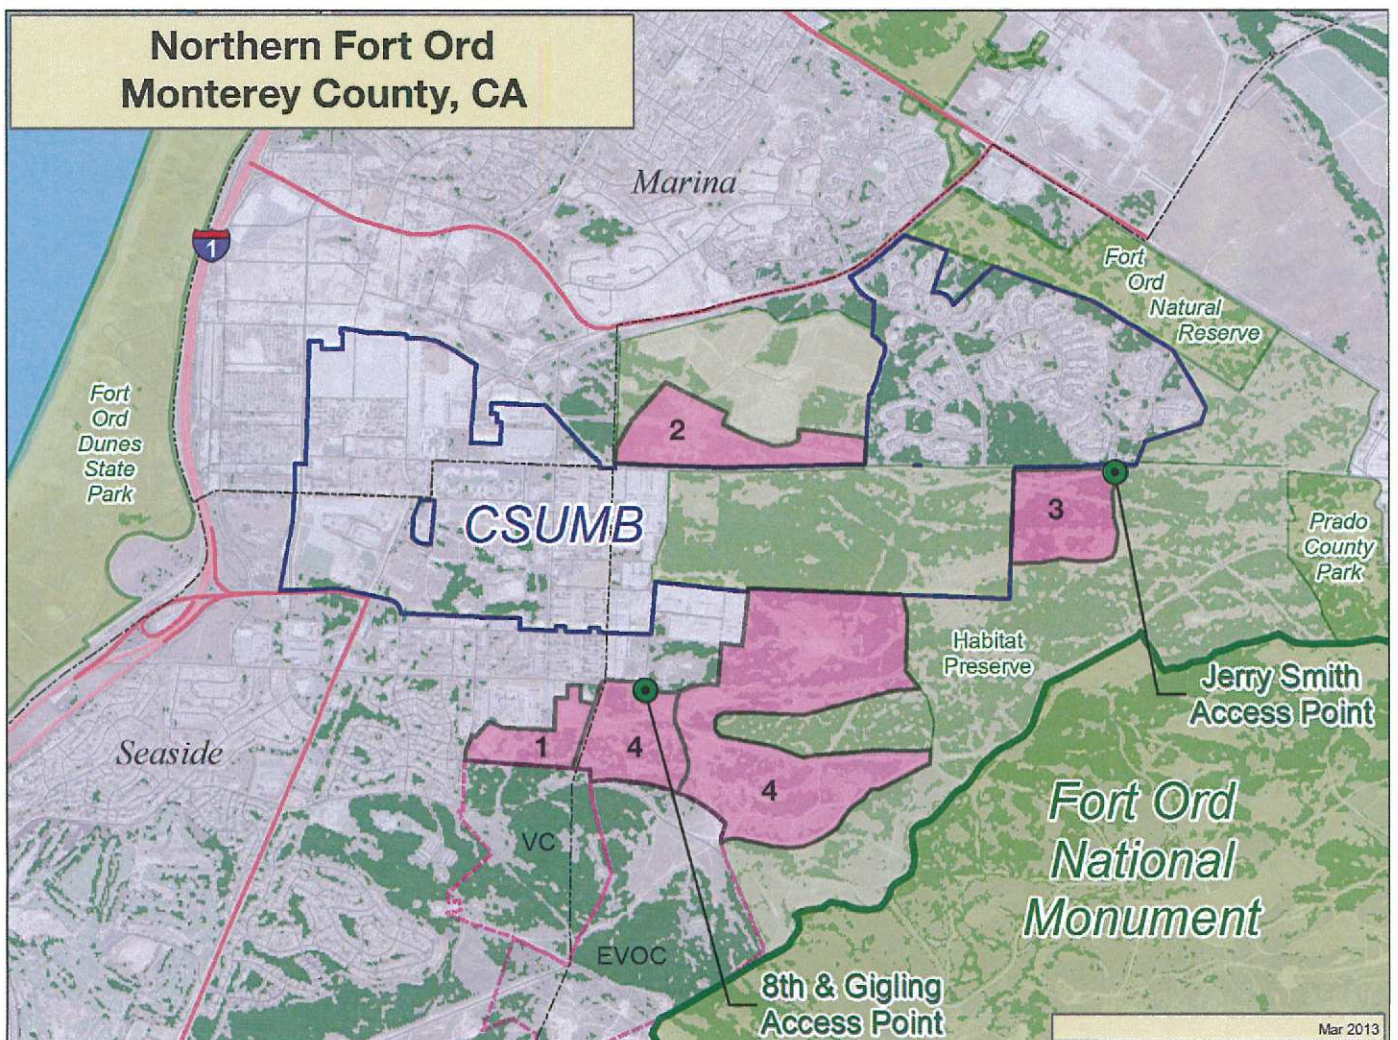 Northern Fort Ord
Monterey County, CA
Marina
1
Fort
Ord
Natural
Reserve
Fort
Ord
Dunes
State
Park
2
CSUMB
3
Prado
County
Park
Habitat
Preserve
Jerry Smith
Access Point
Seaside
1
4
4
Fort Ord
National
Monument
VC
EVOC
8th & Gigling
Access Point
Mar 2013